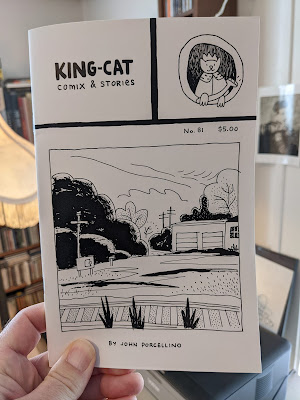 KING-CAT
COMIX & STORIES
No. 81 $5.00
BY JOHN PORCELLINO